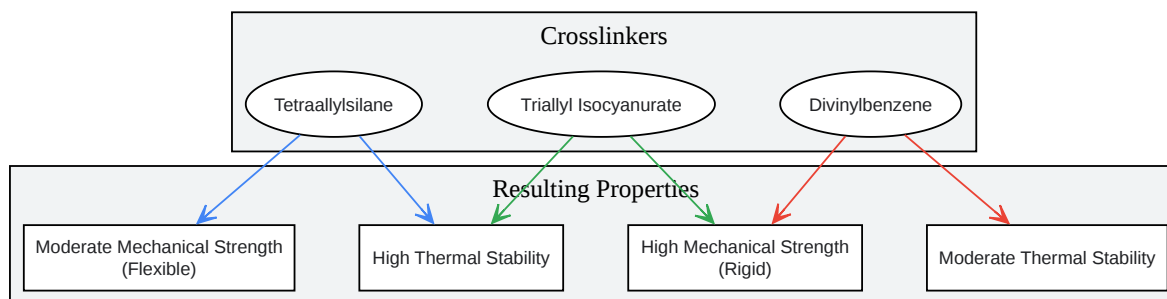 Crosslinkers
Tetraallylsilane
Triallyl Isocyanurate
Divinylbenzene
Resulting Properties
Moderate Mechanical Strength
(Flexible)
High Thermal Stability
High Mechanical Strength
(Rigid)
Moderate Thermal Stability